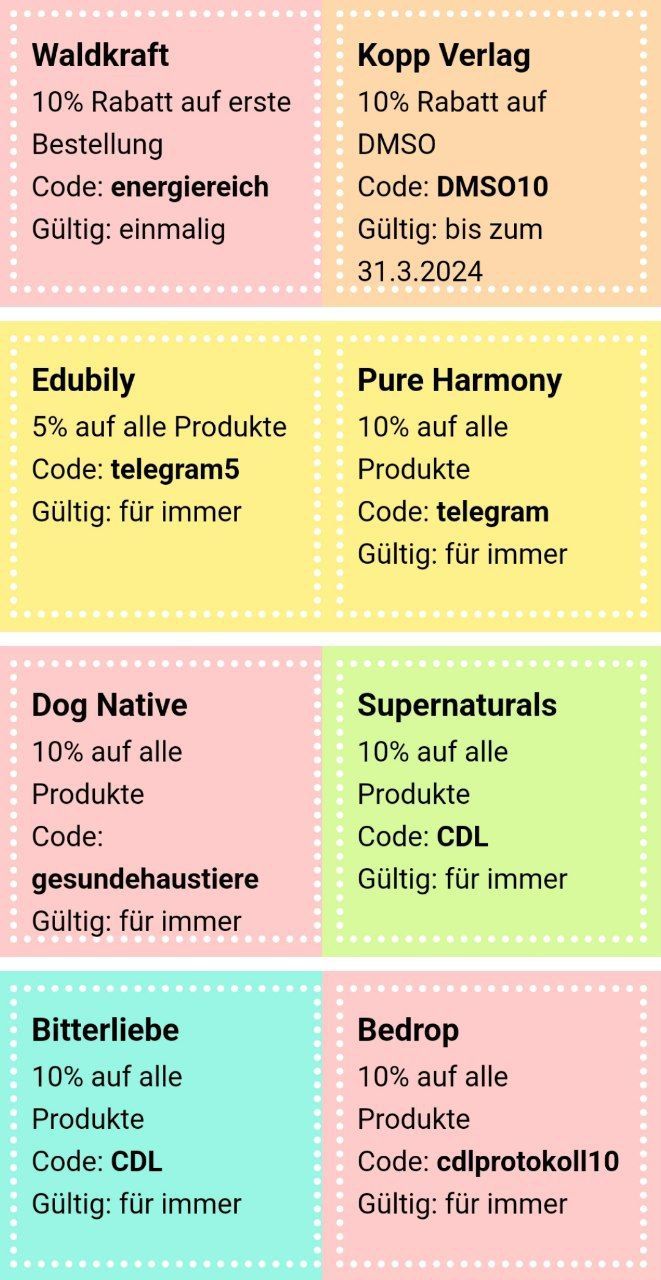 Waldkraft
10% Rabatt auf erste
Bestellung
Code: energiereich
Gültig: einmalig
Kopp Verlag
10% Rabatt auf
DMSO
Code: DMSO10
Gültig: bis zum
31.3.2024
Edubily
5% auf alle Produkte
Code: telegram5
Gültig: für immer
Pure Harmony
10% auf alle
Produkte
Code: telegram
Gültig: für immer
Dog Native
10% auf alle
Produkte
Code:
gesundehaustiere
Gültig: für immer
Supernaturals
10% auf alle
Produkte
Code: CDL
Gültig: für immer
Bitterliebe
10% auf alle
Produkte
Code: CDL
Gültig: für immer
Bedrop
10% auf alle
Produkte
Code: cdlprotokoll10
Gültig: für immer